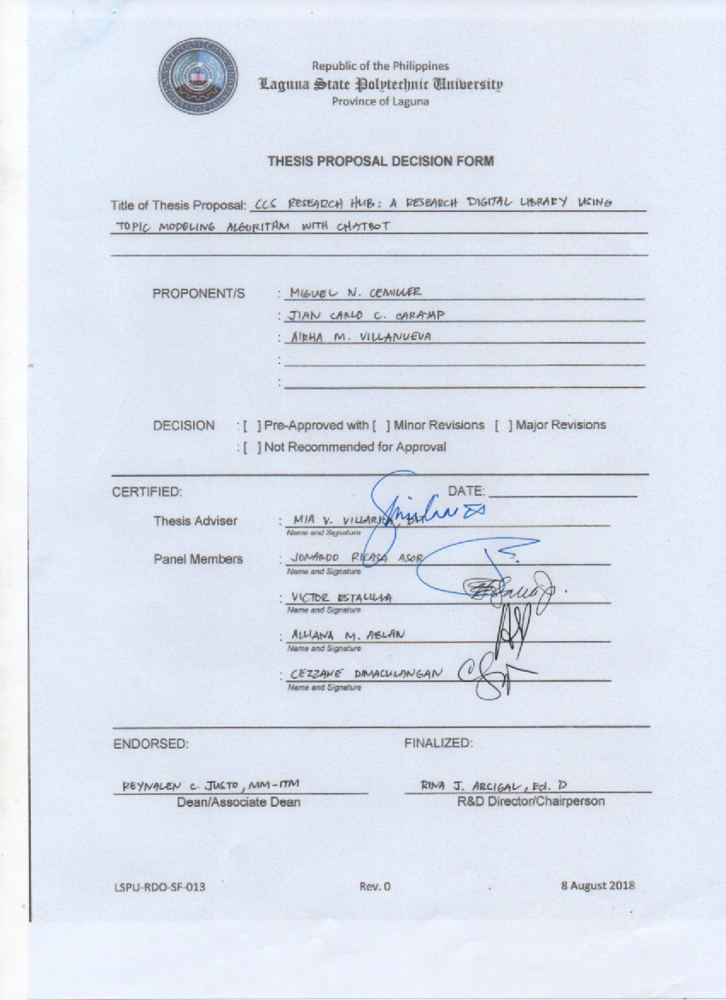 Republic of the Philippines
Laguna State Polytechnic University
Province of Laguna
THESIS PROPOSAL DECISION FORM
Title of Thesis Proposal: CCS RESEARCH HUB: A RESEARCH DIGITAL LIBRARY USING
TOPIC MODELING ALGORITHM WITH CHATBOT
PROPONENT/S : MIGUEL N. CEMILLER
: JIAN CARLO C. CARAMP
: AIRHA M. VILLANUEVA
:
:
DECISION : [ ] Pre-Approved with [ ] Minor Revisions [ ] Major Revisions
: [ ] Not Recommended for Approval
CERTIFIED: DATE:
Thesis Adviser : MIA V. VILLARICA,
Name and Signature
Panel Members : JOMARDO RICASA ASOR
Name and Signature
: VICTOR ESTALILLA
Name and Signature
: ALLIANA M. ABLAN
Name and Signature
: CEZZANE DIMACULANGAN
Name and Signature
ENDORSED: FINALIZED:
REYNALEN C. JUSTO, MM-ITM RINA J. ARCIGAL, Ed. D
Dean/Associate Dean R&D Director/Chairperson
LSPU-RDO-SF-013 Rev. 0 8 August 2018